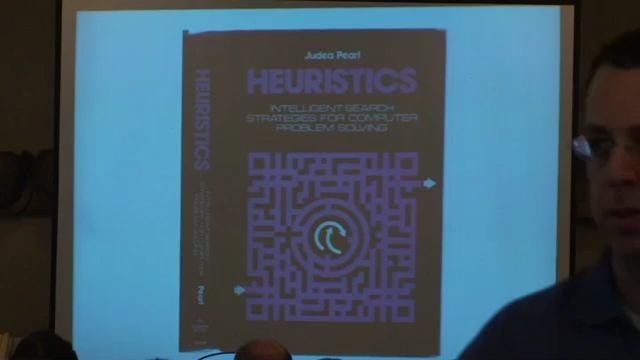 Judea Pearl
HEURISTICS
INTELLIGENT SEARCH
STRATEGIES FOR COMPUTER
PROBLEM SOLVING
HEURISTICS
Pearl